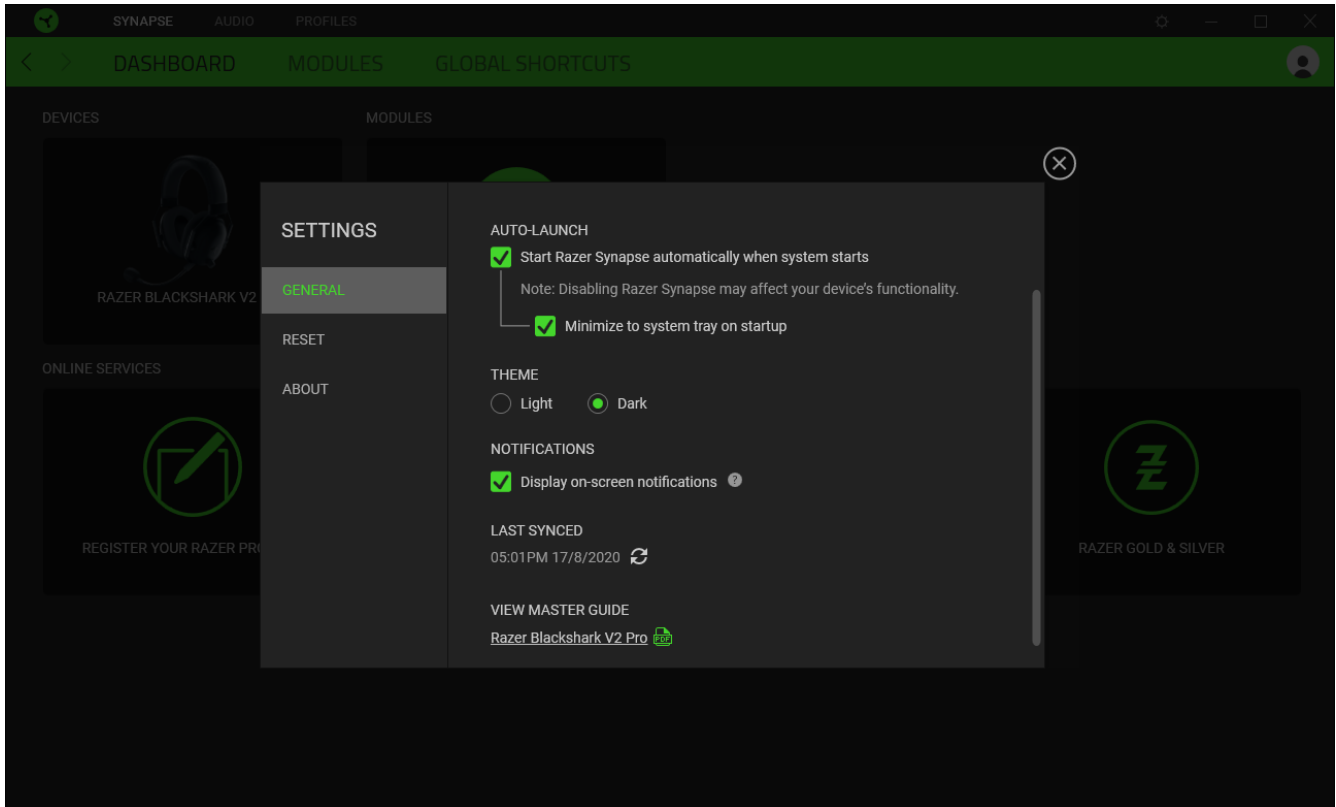 SYNAPSE AUDIO PROFILES
DASHBOARD MODULES GLOBAL SHORTCUTS
DEVICES MODULES
RAZER BLACKSHARK V2
ONLINE SERVICES
REGISTER YOUR RAZER PR
RAZER GOLD & SILVER
SETTINGS
GENERAL
RESET
ABOUT
AUTO-LAUNCH
Start Razer Synapse automatically when system starts
Note: Disabling Razer Synapse may affect your device’s functionality.
Minimize to system tray on startup
THEME
Light Dark
NOTIFICATIONS
Display on-screen notifications ?
LAST SYNCED
05:01PM 17/8/2020
VIEW MASTER GUIDE
Razer Blackshark V2 Pro PDF